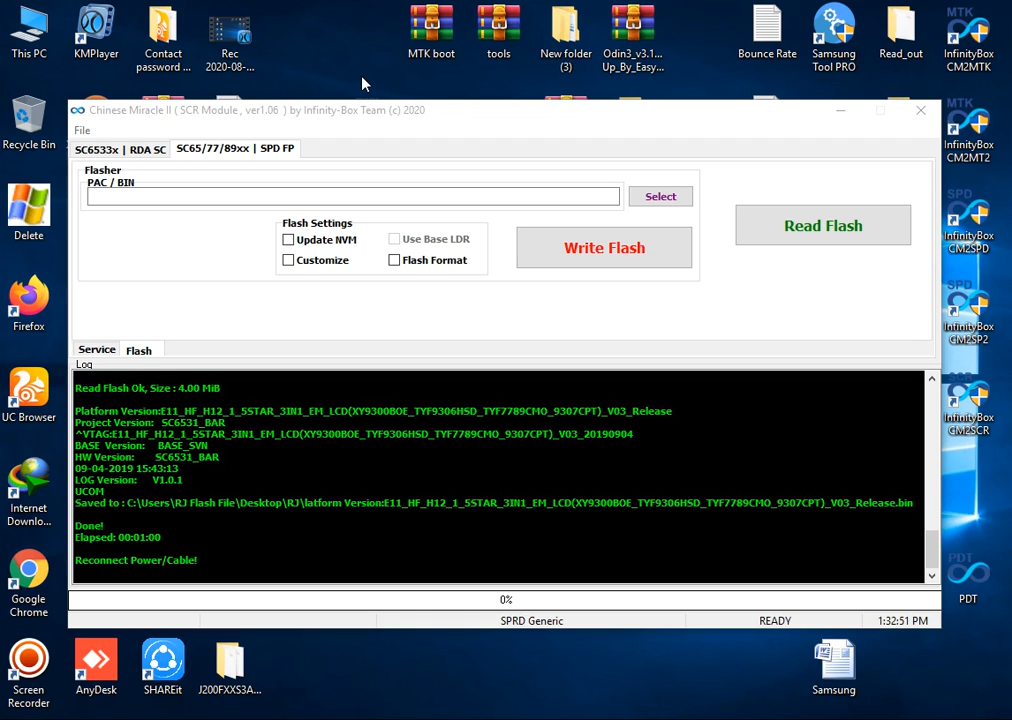 This PC
KMPlayer
Contact
password ...
Rec
2020-08-...
MTK boot
tools
New folder
(3)
Odin3_v3.1...
Up_By_Easy...
Bounce Rate
Samsung
Tool PRO
Read_out
MTK
InfinityBox
CM2MTK
Chinese Miracle II ( SCR Module , ver1.06 ) by Infinity-Box Team (c) 2020
File
SC6533x | RDA SC
SC65/77/89xx | SPD FP
Flasher
PAC / BIN
Select
Flash Settings
Update NVM
Use Base LDR
Customize
Flash Format
Write Flash
Read Flash
Service
Flash
Log
Read Flash Ok, Size : 4.00 MiB
Platform Version:E11_HF_H12_1_5STAR_3IN1_EM_LCD(XY9300BOE_TYF9306HSD_TYF7789CMO_9307CPT)_V03_Release
Project Version: SC6531_BAR
^VTAG:E11_HF_H12_1_5STAR_3IN1_EM_LCD(XY9300BOE_TYF9306HSD_TYF7789CMO_9307CPT)_V03_20190904
BASE Version: BASE_SVN
HW Version: SC6531_BAR
09-04-2019 15:43:13
LOG Version: V1.0.1
UCOM
Saved to : C:\Users\RJ Flash File\Desktop\RJ\latform Version:E11_HF_H12_1_5STAR_3IN1_EM_LCD(XY9300BOE_TYF9306HSD_TYF7789CMO_9307CPT)_V03_Release.bin
Done!
Elapsed: 00:01:00
Reconnect Power/Cable!
0%
SPRD Generic
READY
1:32:51 PM
Recycle Bin
Delete
Firefox
UC Browser
Internet
Downlo...
Google
Chrome
Screen
Recorder
AnyDesk
SHAREit
J200FXXS3A...
Samsung
MTK
InfinityBox
CM2MT2
SPD
InfinityBox
CM2SPD
SPD
InfinityBox
CM2SP2
SCR
InfinityBox
CM2SCR
PDT
PDT